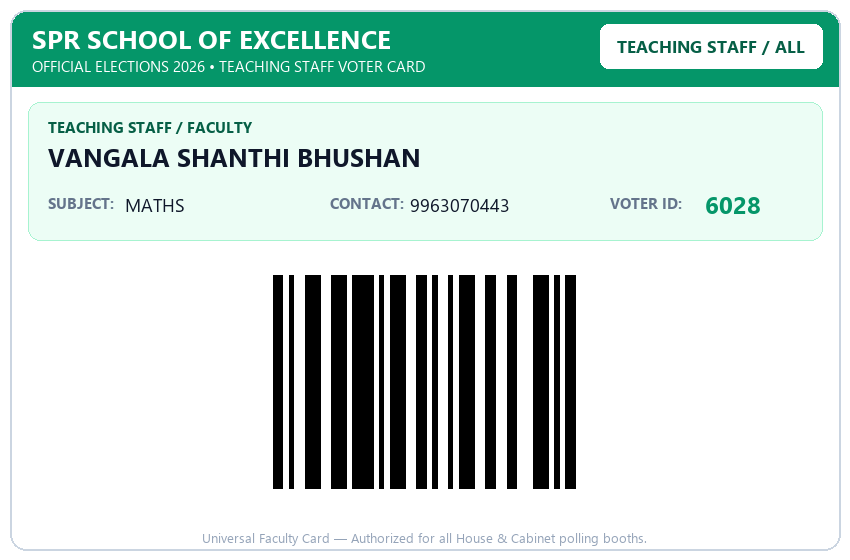 SPR SCHOOL OF EXCELLENCE
OFFICIAL ELECTIONS 2026 • TEACHING STAFF VOTER CARD
TEACHING STAFF / ALL
TEACHING STAFF / FACULTY
VANGALA SHANTHI BHUSHAN
SUBJECT: MATHS CONTACT: 9963070443 VOTER ID: 6028
Universal Faculty Card — Authorized for all House & Cabinet polling booths.